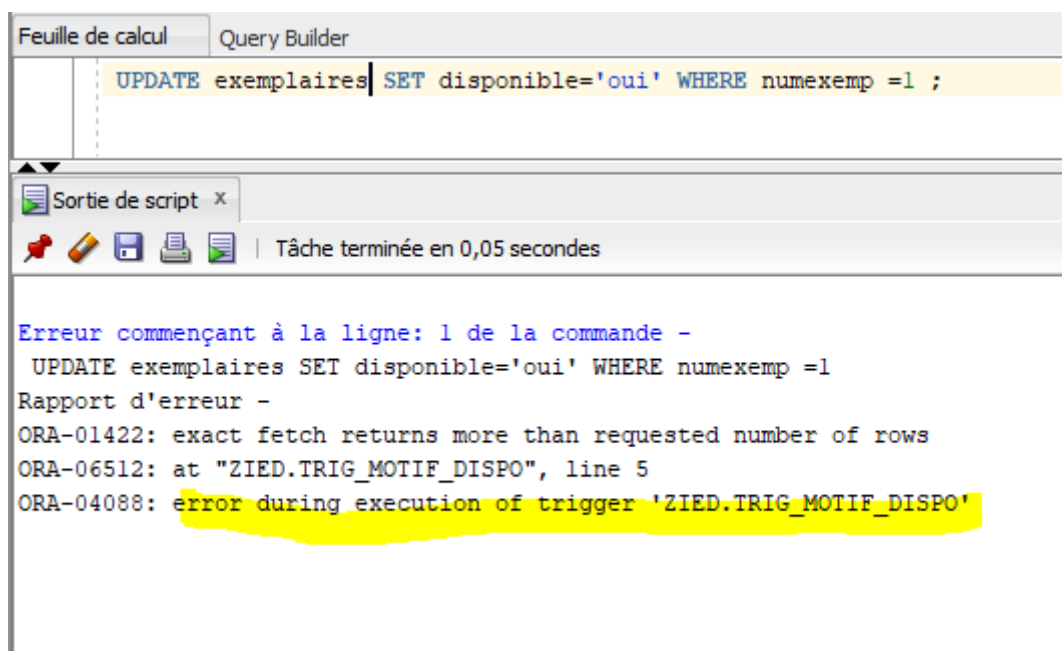 Feuille de calcul Query Builder
UPDATE exemplaires SET disponible='oui' WHERE numexemp =1 ;
Sortie de script x
Tâche terminée en 0,05 secondes
Erreur commençant à la ligne: 1 de la commande -
UPDATE exemplaires SET disponible='oui' WHERE numexemp =1
Rapport d'erreur -
ORA-01422: exact fetch returns more than requested number of rows
ORA-06512: at "ZIED.TRIG_MOTIF_DISPO", line 5
ORA-04088: error during execution of trigger 'ZIED.TRIG_MOTIF_DISPO'